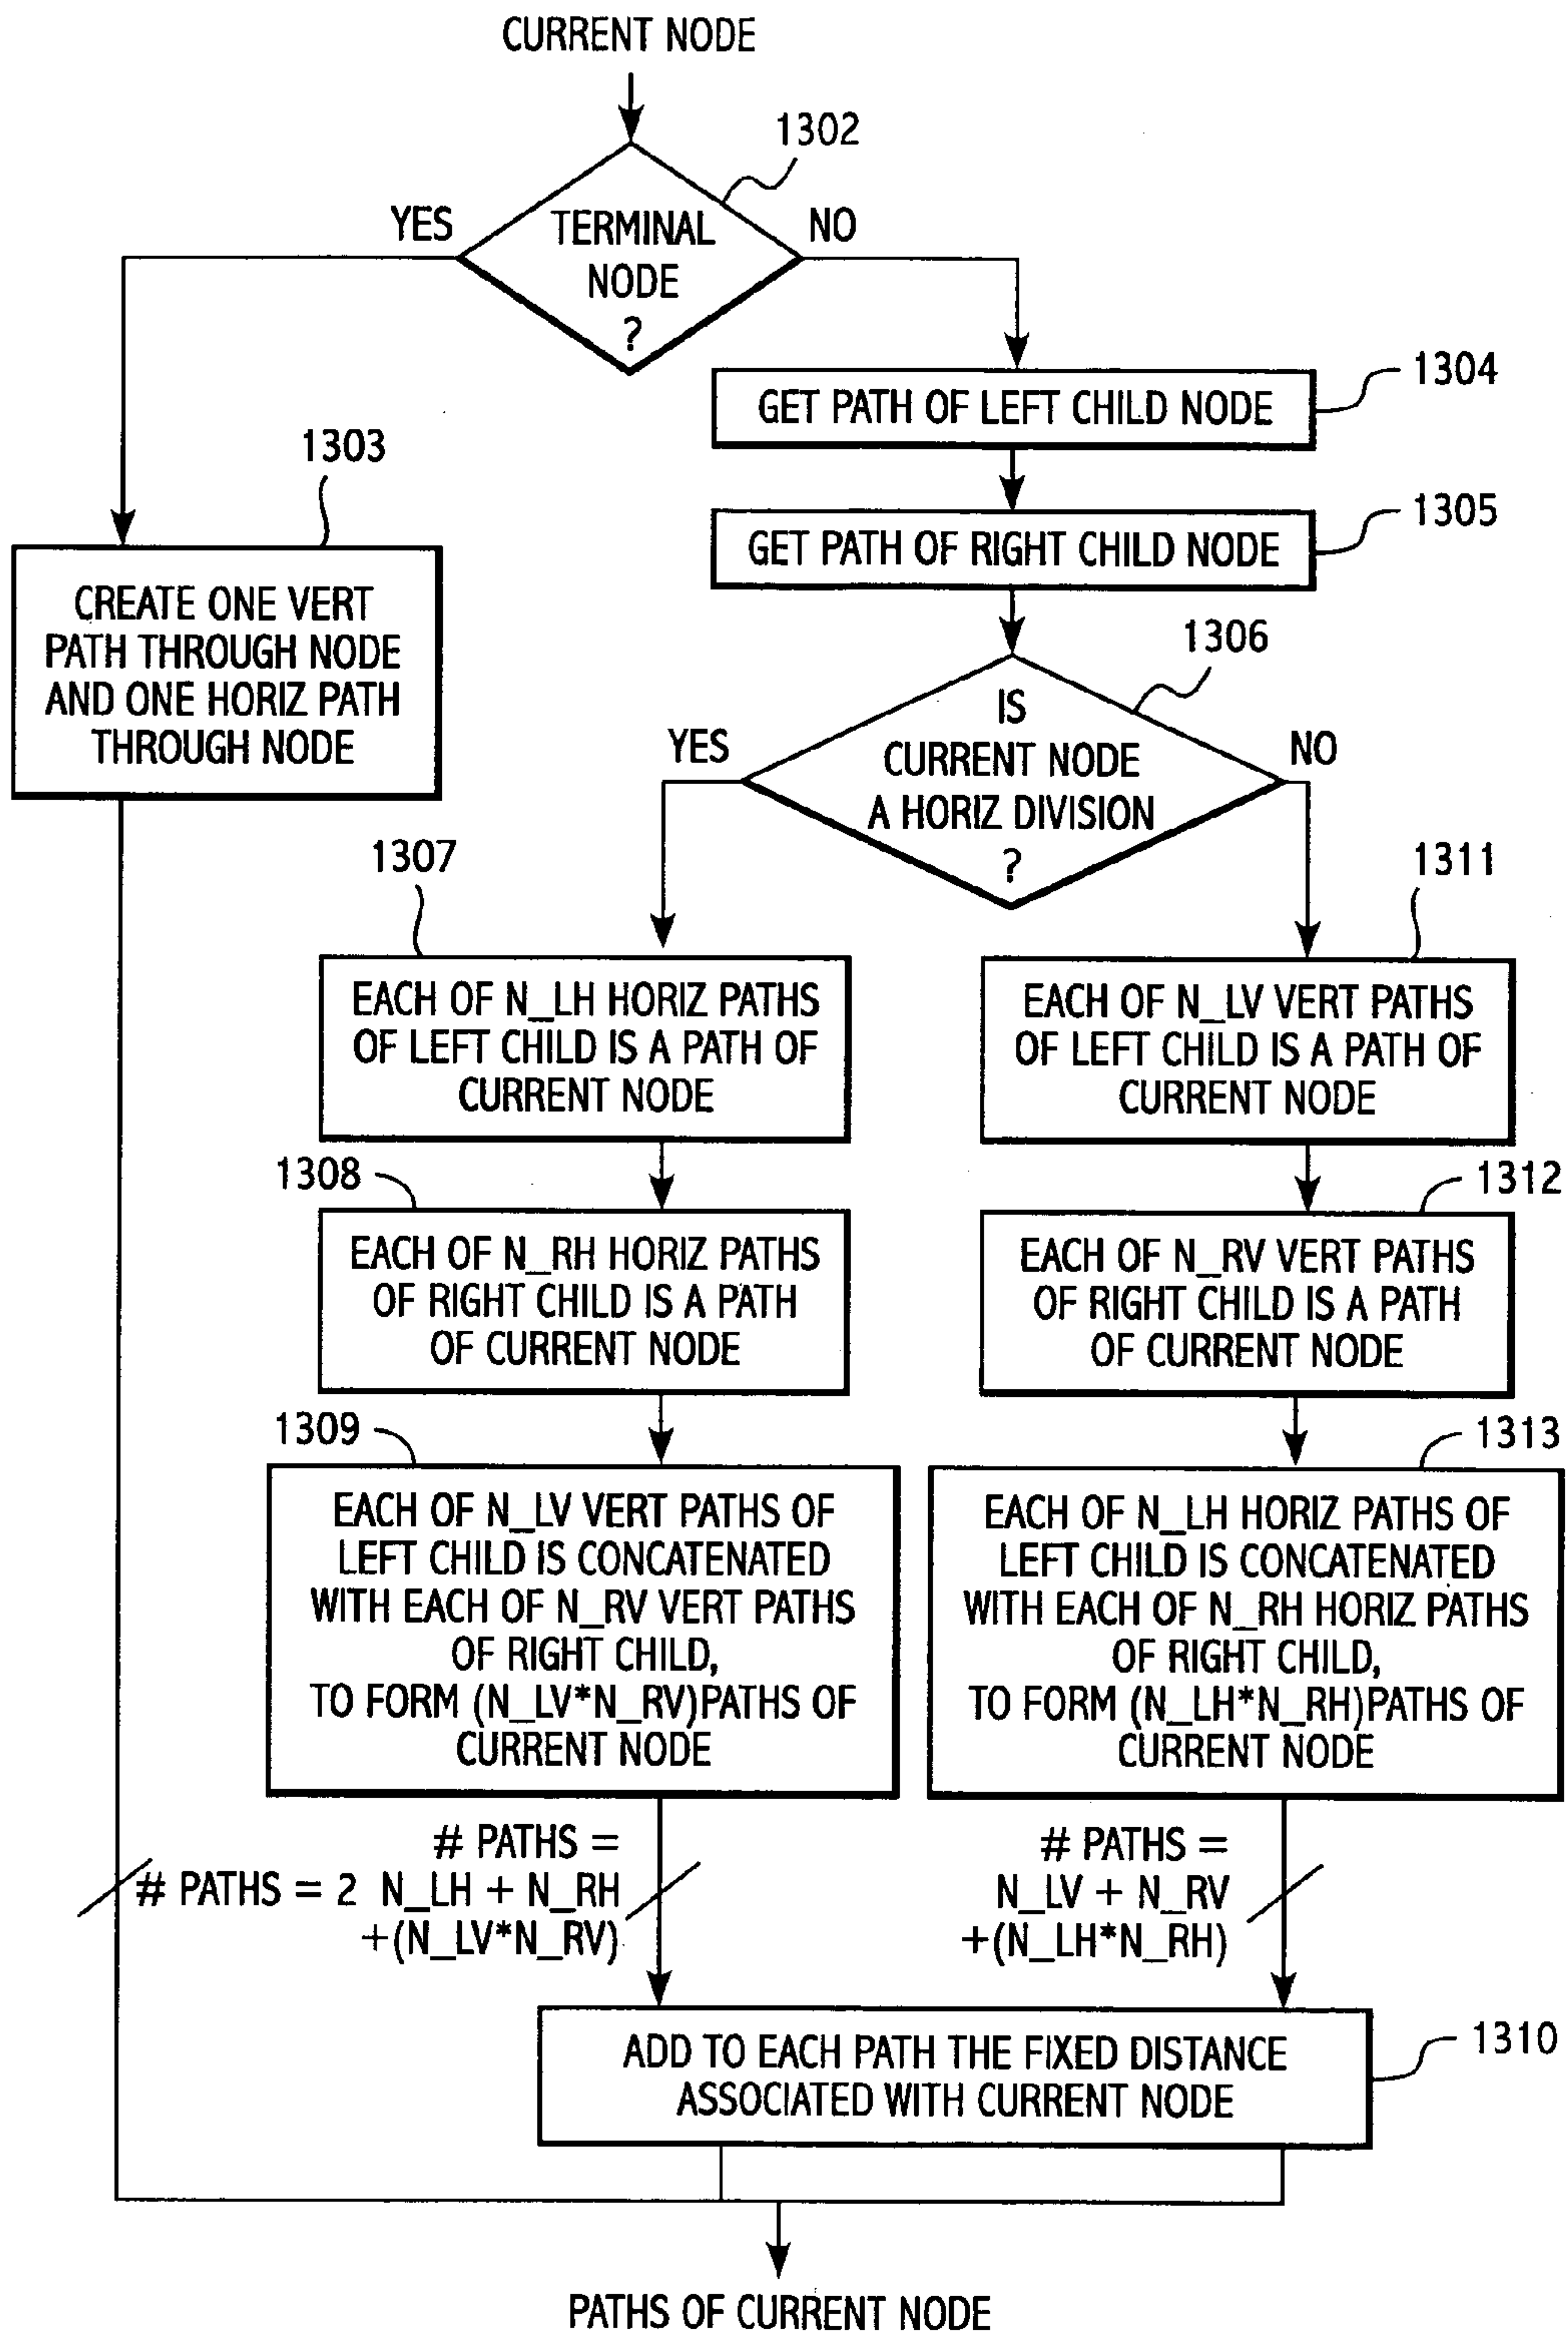 CURRENT NODE
1302
YES
NO
TERMINAL
NODE
?
1304
GET PATH OF LEFT CHILD NODE
1303
1305
GET PATH OF RIGHT CHILD NODE
CREATE ONE VERT
PATH THROUGH NODE
AND ONE HORIZ PATH
THROUGH NODE
1306
IS
CURRENT NODE
A HORIZ DIVISION
?
YES
NO
1307
1311
EACH OF N_LH HORIZ PATHS
OF LEFT CHILD IS A PATH OF
CURRENT NODE
EACH OF N_LV VERT PATHS
OF LEFT CHILD IS A PATH OF
CURRENT NODE
1308
1312
EACH OF N_RH HORIZ PATHS
OF RIGHT CHILD IS A PATH
OF CURRENT NODE
EACH OF N_RV VERT PATHS
OF RIGHT CHILD IS A PATH
OF CURRENT NODE
1309
1313
EACH OF N_LV VERT PATHS OF
LEFT CHILD IS CONCATENATED
WITH EACH OF N_RV VERT PATHS
OF RIGHT CHILD,
TO FORM (N_LV*N_RV)PATHS OF
CURRENT NODE
EACH OF N_LH HORIZ PATHS OF
LEFT CHILD IS CONCATENATED
WITH EACH OF N_RH HORIZ PATHS
OF RIGHT CHILD,
TO FORM (N_LH*N_RH)PATHS OF
CURRENT NODE
# PATHS = 2
# PATHS =
N_LH + N_RH
+(N_LV*N_RV)
# PATHS =
N_LV + N_RV
+(N_LH*N_RH)
ADD TO EACH PATH THE FIXED DISTANCE
ASSOCIATED WITH CURRENT NODE
1310
PATHS OF CURRENT NODE